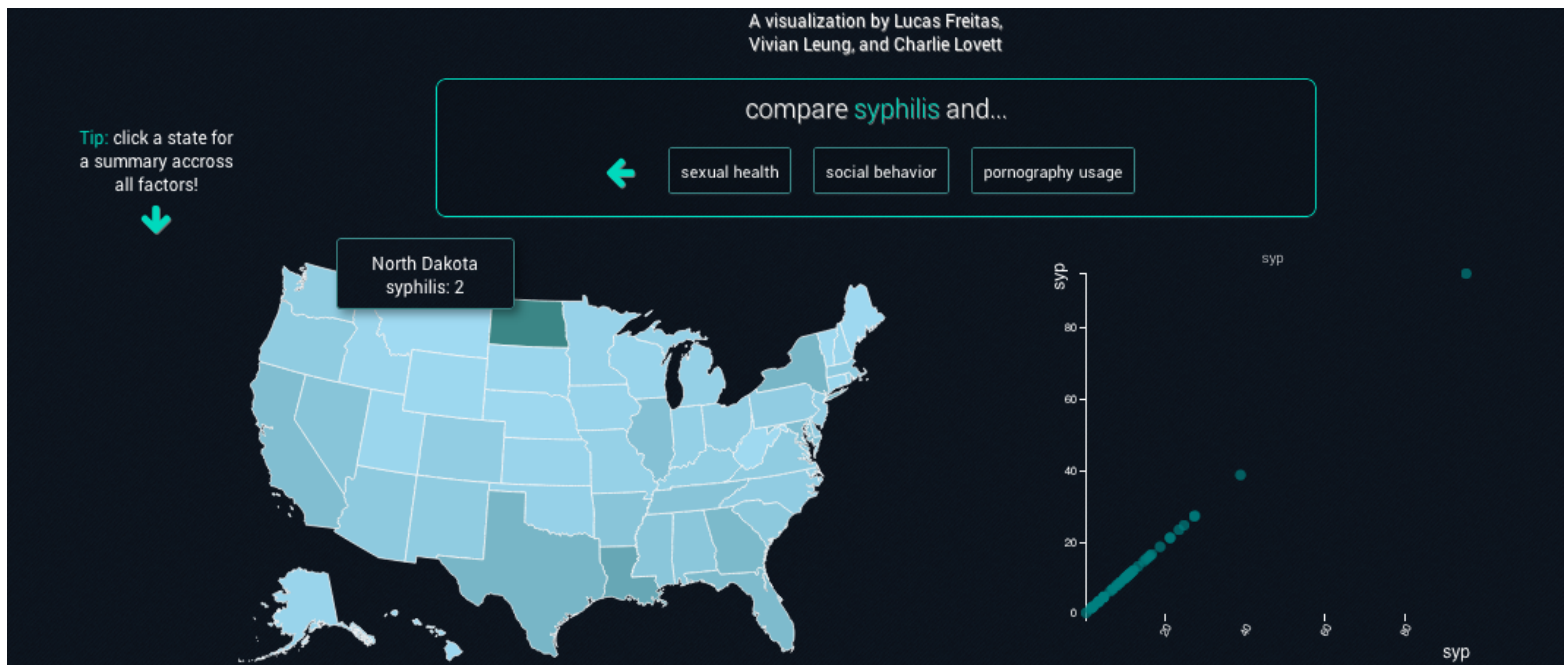 A visualization by Lucas Freitas,
Vivian Leung, and Charlie Lovett
compare syphilis and...
sexual health
social behavior
pornography usage
Tip: click a state for
a summary accross
all factors!
North Dakota
syphilis: 2
syp
syp
80
60
40
20
0
20
40
60
80
syp